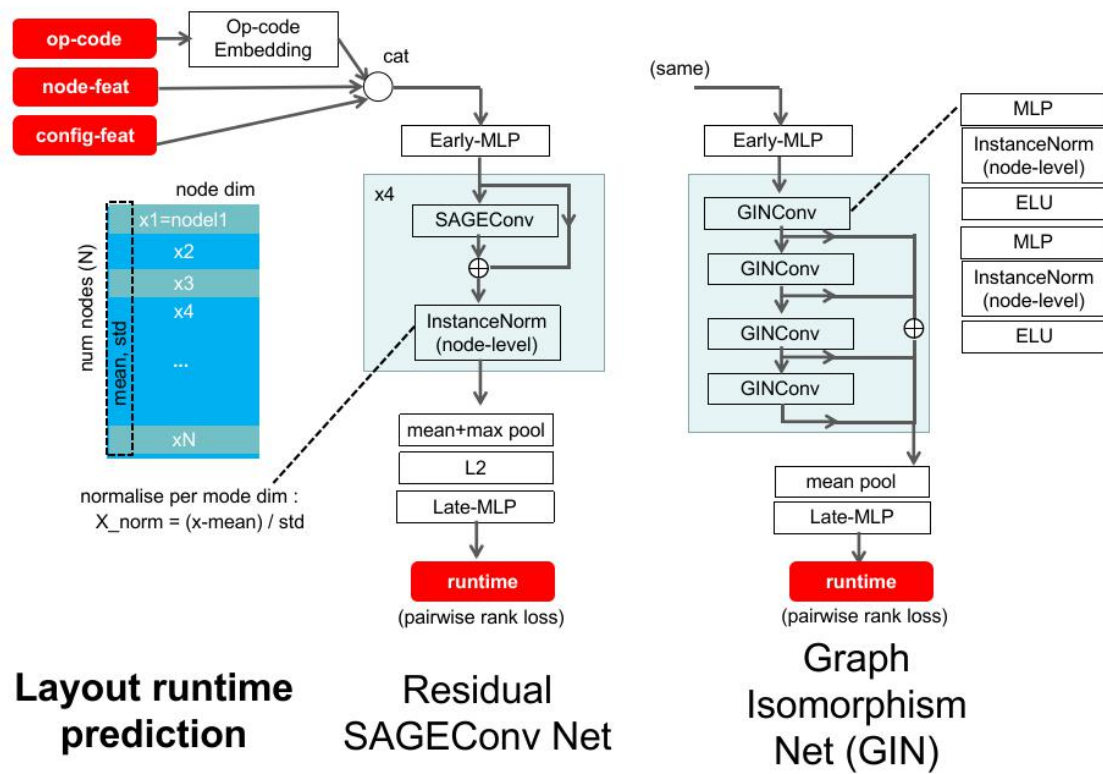 op-code
Op-code
Embedding
cat
node-feat
config-feat
Early-MLP
node dim
num nodes (N)
mean, std
x1=nodel1
x2
x3
x4
...
xN
x4
SAGEConv
InstanceNorm
(node-level)
mean+max pool
L2
Late-MLP
normalise per mode dim :
X_norm = (x-mean) / std
runtime
(pairwise rank loss)
(same)
Early-MLP
GINConv
GINConv
GINConv
GINConv
MLP
InstanceNorm
(node-level)
ELU
MLP
InstanceNorm
(node-level)
ELU
mean pool
Late-MLP
runtime
(pairwise rank loss)
Layout runtime
prediction
Residual
SAGEConv Net
Graph
Isomorphism
Net (GIN)